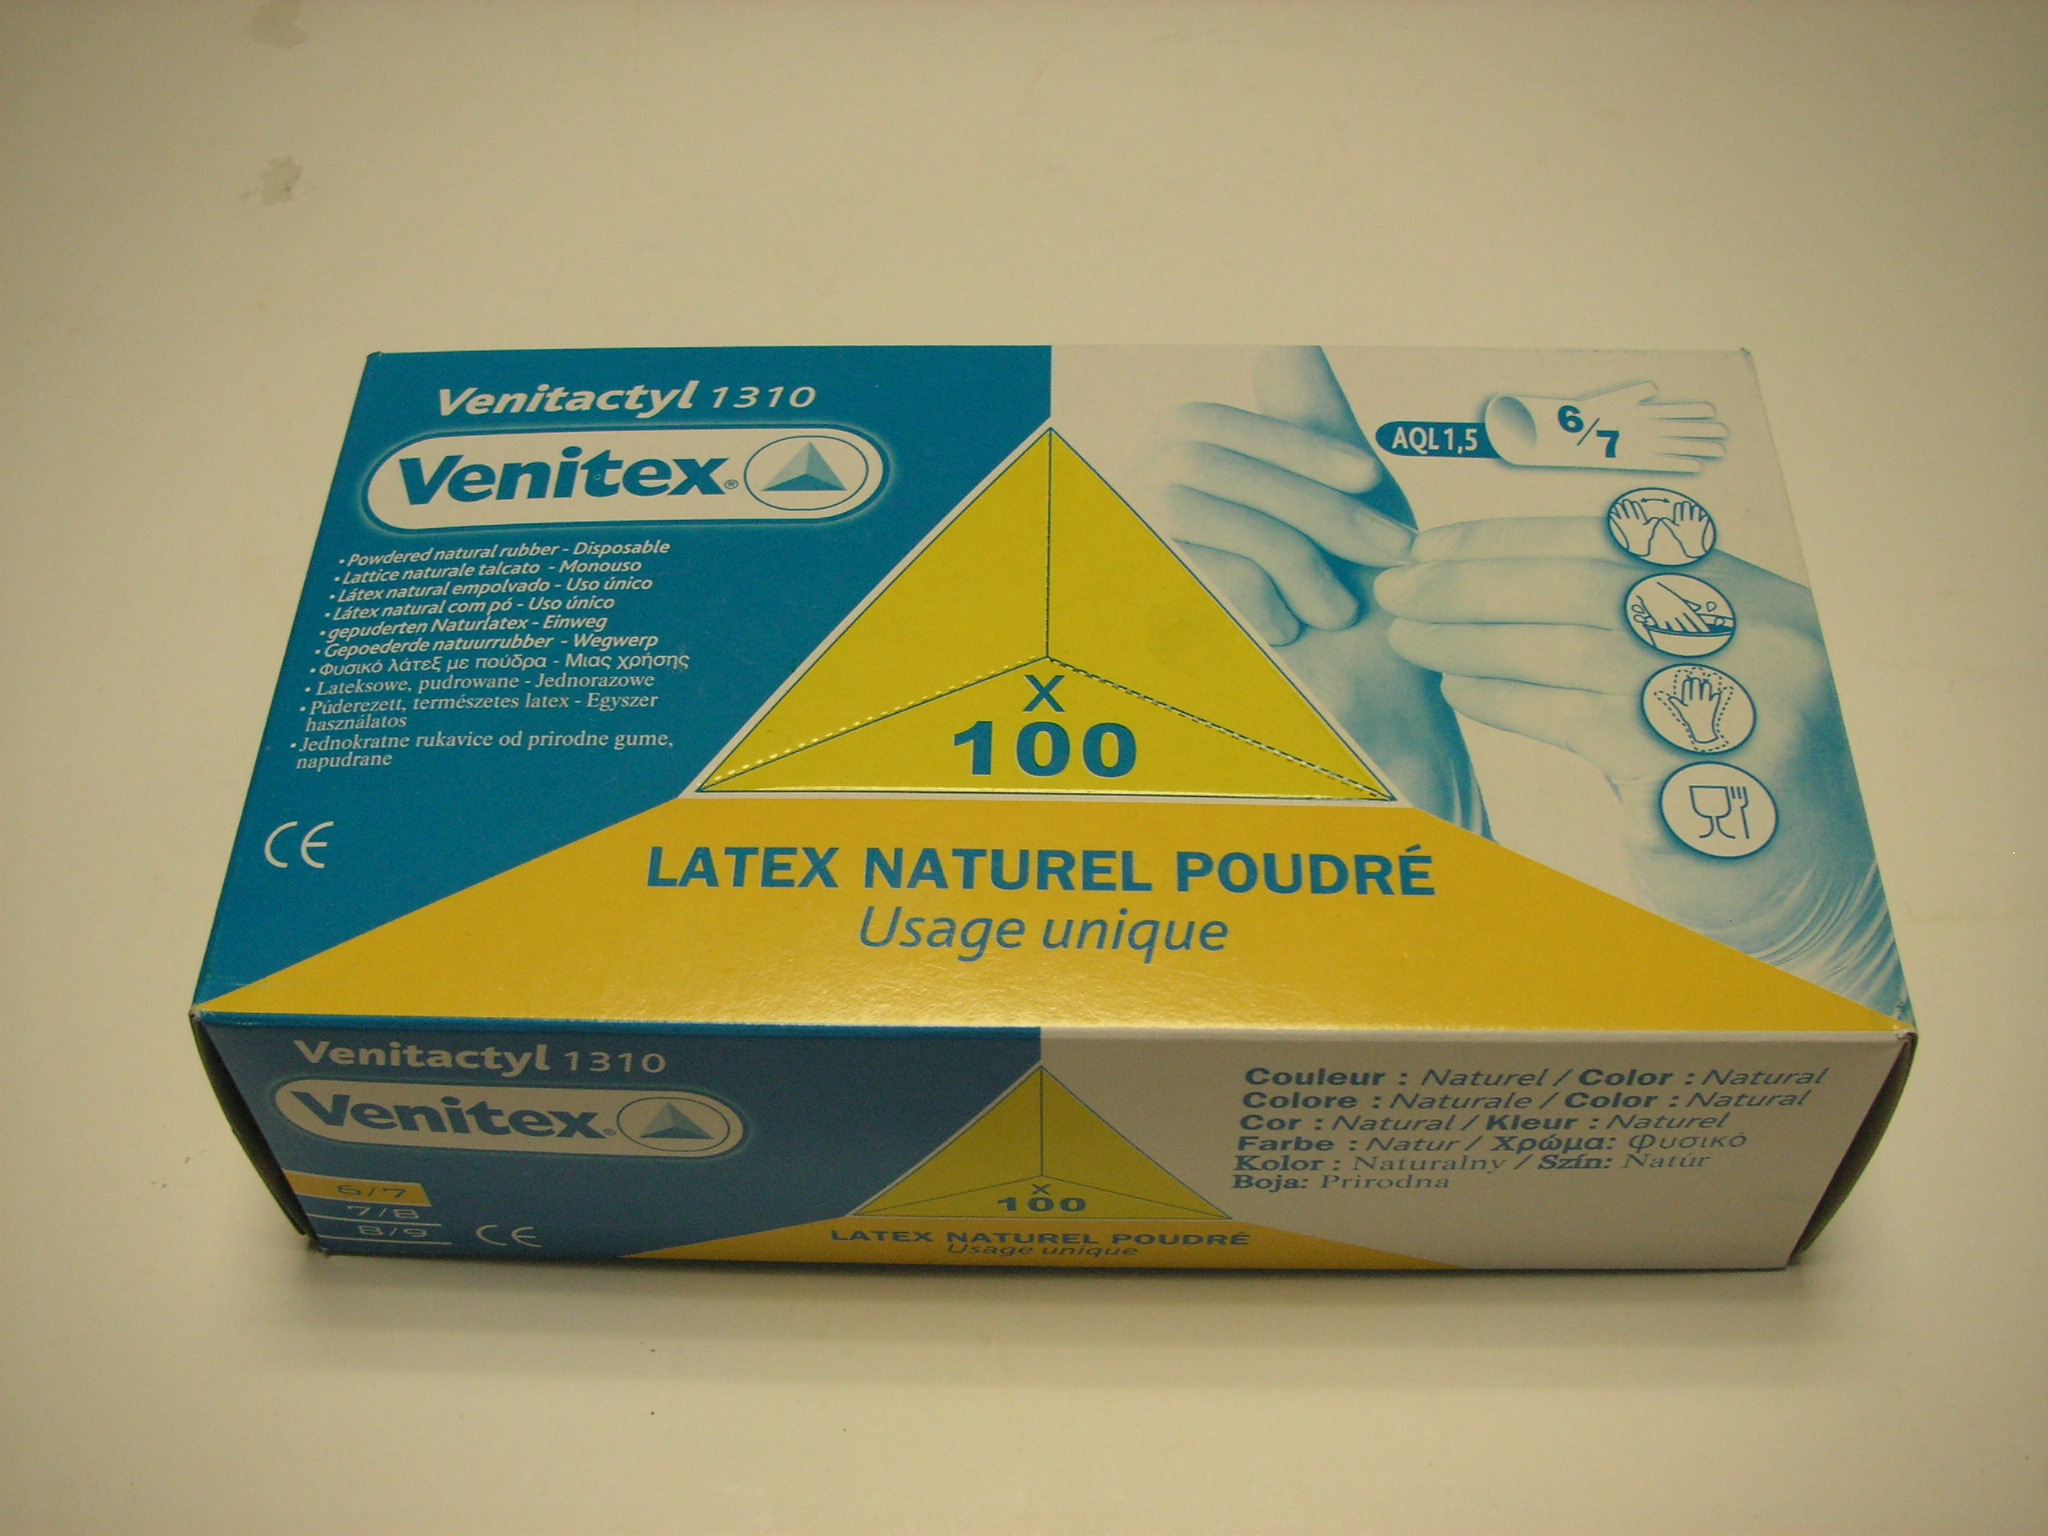 Venitactyl 1310
Venitex®
• Powdered natural rubber - Disposable
• Lattice naturale talcato - Monouso
• Látex natural empolvado - Uso único
• Látex natural com pó - Uso único
• gepuderten Naturlatex - Einweg
• Gepoederde natuurrubber - Wegwerp
• Φυσικό λάτεξ με πούδρα - Μιας χρήσης
• Lateksowe, pudrowane - Jednorazowe
• Púderezett, természetes latex - Egyszer
használatos
• Jednokratne rukavice od prirodne gume,
napudrane
CE
X
100
LATEX NATUREL POUDRÉ
Usage unique
AQL 1,5
6/7
Venitactyl 1310
Venitex®
6/7
7/8
8/9
CE
X
100
LATEX NATUREL POUDRÉ
Usage unique
Couleur : Naturel / Color : Natural
Colore : Naturale / Color : Natural
Cor : Natural / Kleur : Naturel
Farbe : Natur / Χρώμα: Φυσικό
Kolor : Naturalny / Szín: Natúr
Boja: Prirodna